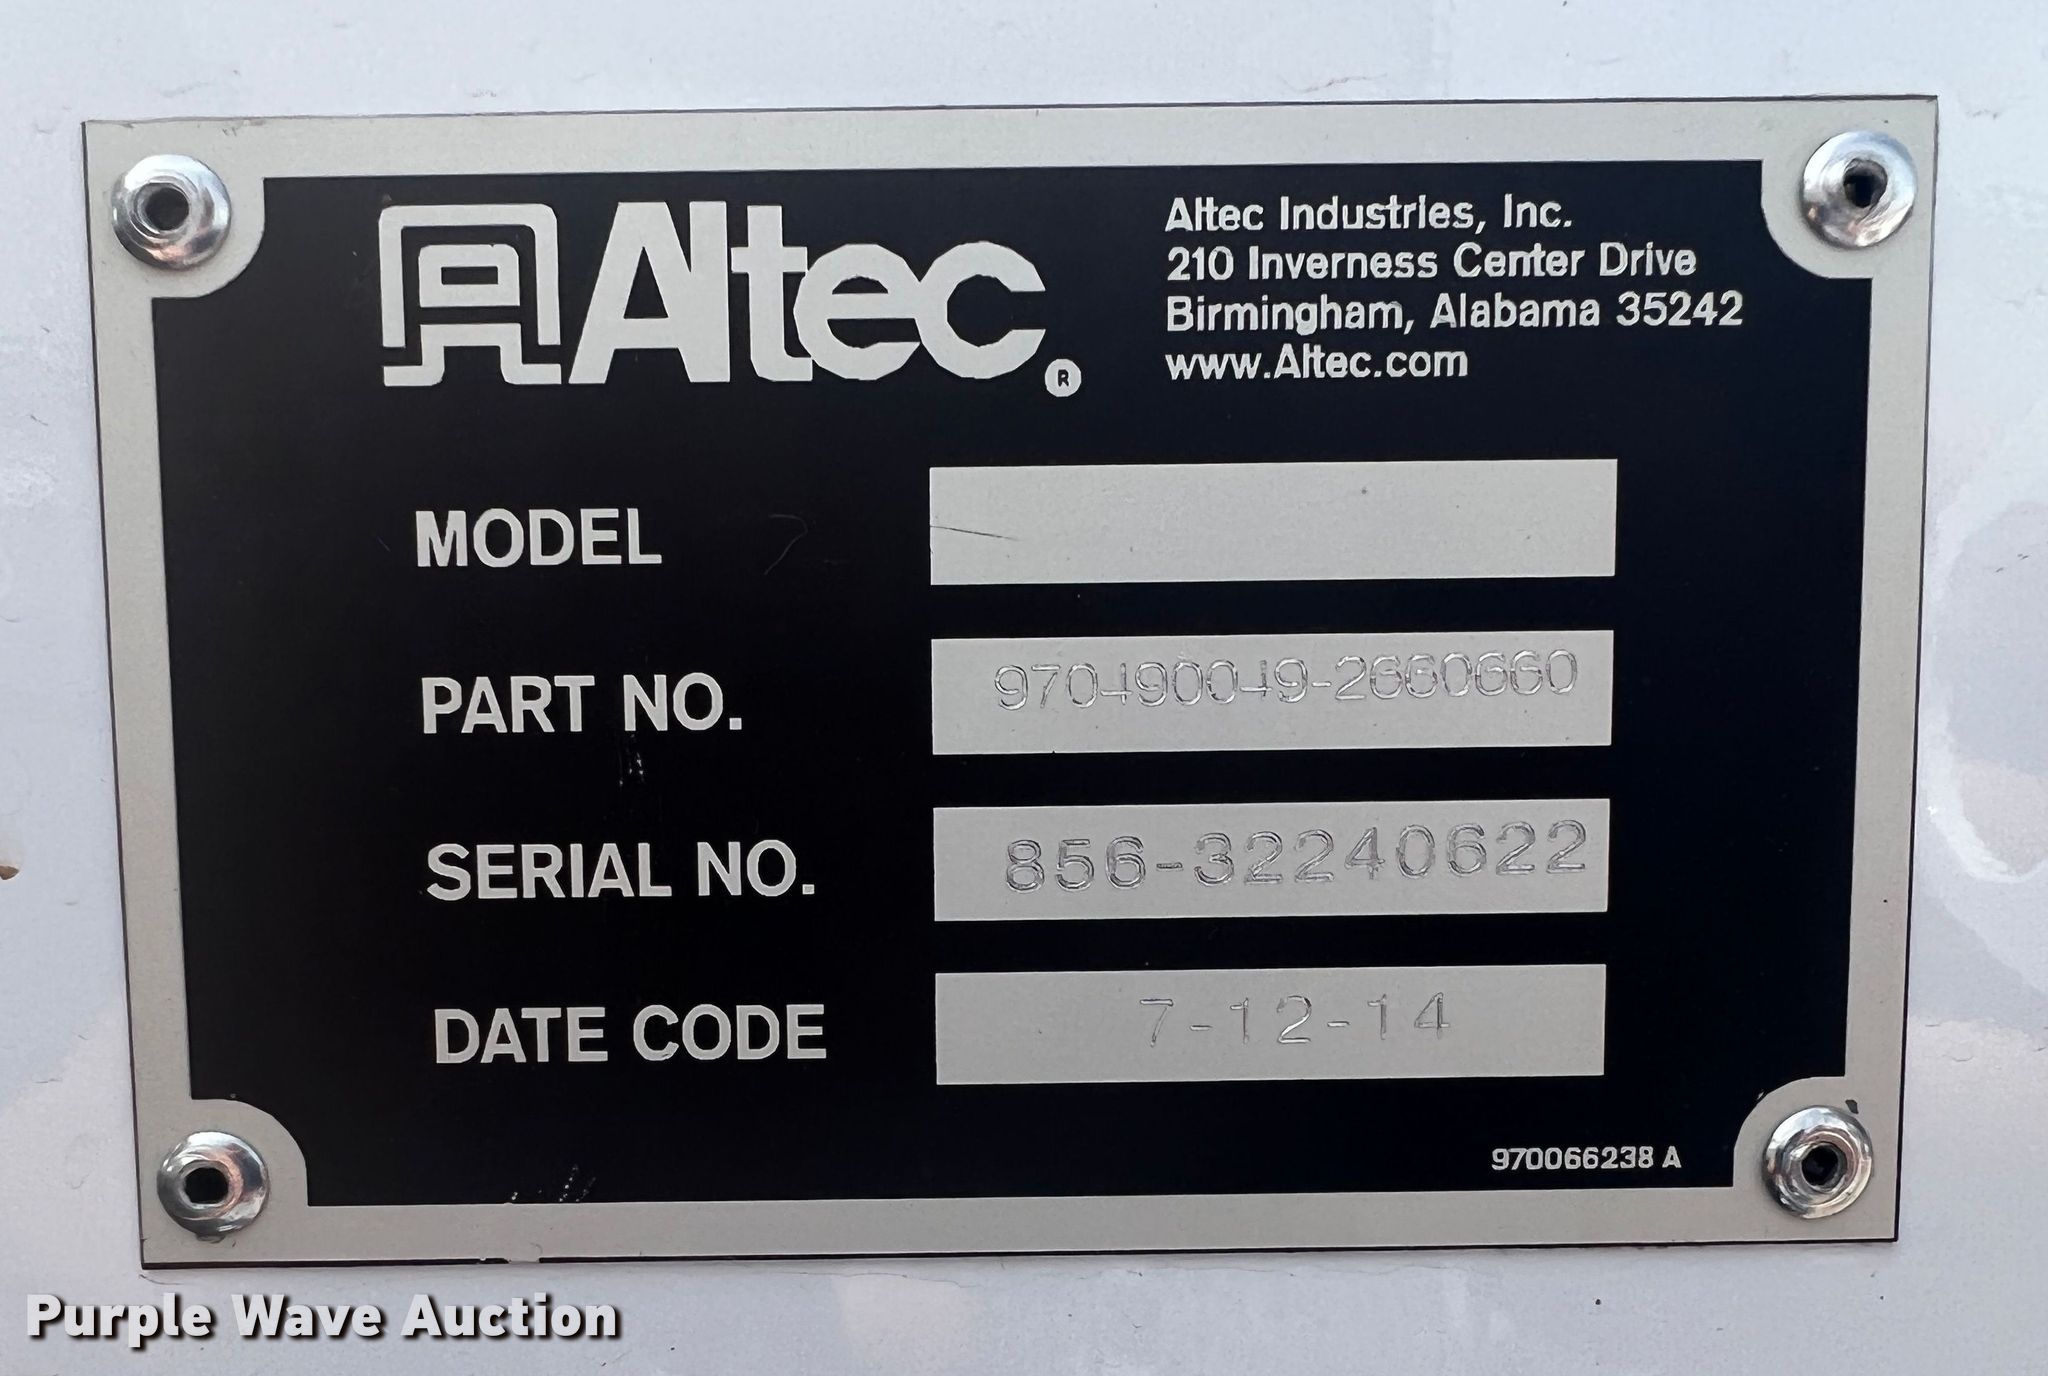 Altec®
Altec Industries, Inc.
210 Inverness Center Drive
Birmingham, Alabama 35242
www.Altec.com
MODEL
PART NO. 970490049-2660660
SERIAL NO. 856-32240622
DATE CODE 7-12-14
970066238 A
Purple Wave Auction